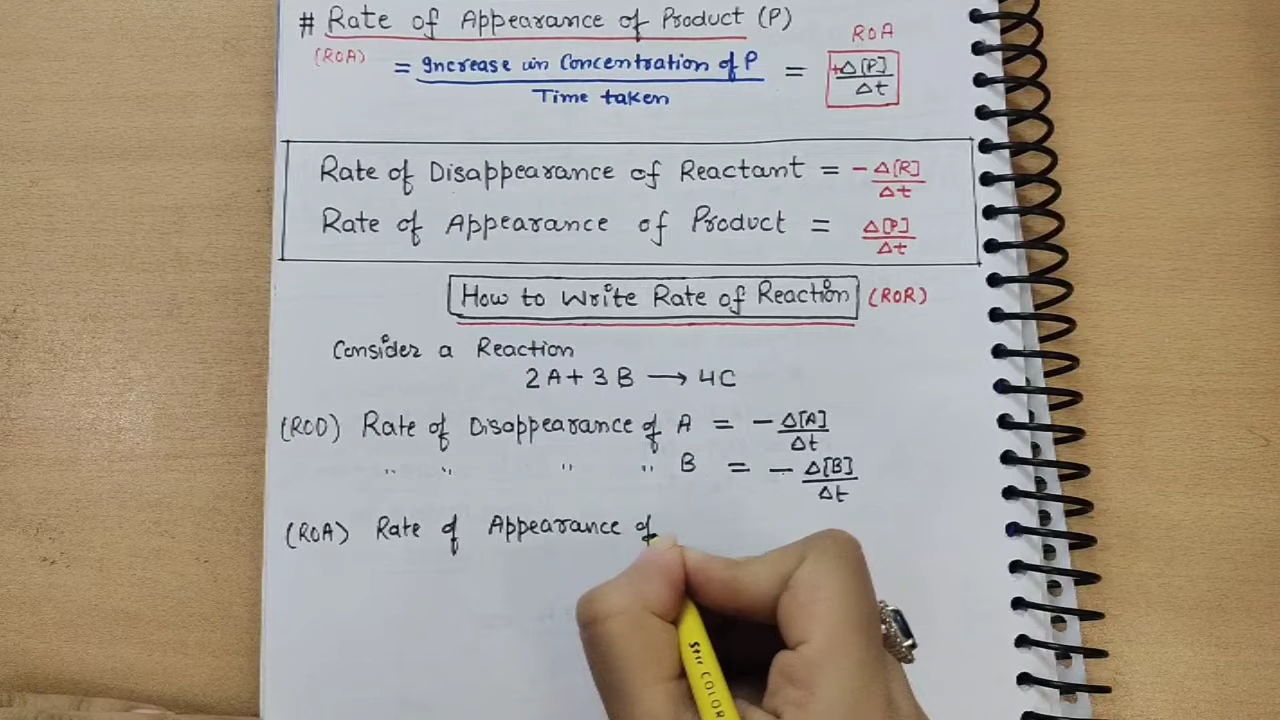 # Rate of Appearance of Product (P)
(ROA) = Increase in Concentration of P / Time taken = +Δ[P]/Δt ROA
Rate of Disappearance of Reactant = -Δ[R]/Δt
Rate of Appearance of Product = Δ[P]/Δt
How to Write Rate of Reaction (ROR)
Consider a Reaction
2A + 3B → 4C
(ROD) Rate of Disappearance of A = -Δ[A]/Δt
" " " " B = -Δ[B]/Δt
(ROA) Rate of Appearance of
STIC COLOR